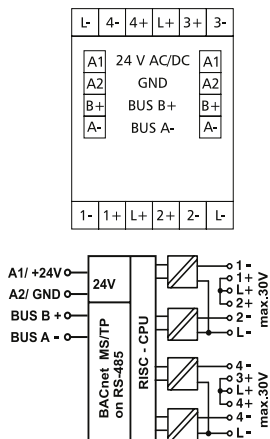 L- 4- 4+ L+ 3+ 3-
A1 24 V AC/DC A1
A2 GND A2
B+ BUS B+ B+
A- BUS A- A-
1- 1+ L+ 2+ 2- L-
A1/ +24V
A2/ GND
BUS B +
BUS A -
24V
BACnet MS/TP
on RS-485
RISC - CPU
1 -
1 +
L+
2 +
2 -
L-
max.30V
4 -
3 +
L+
4 +
4 -
L-
max.30V